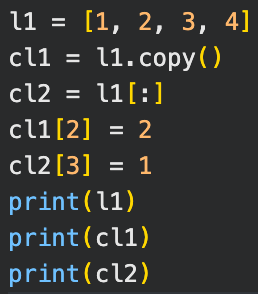 l1 = [1, 2, 3, 4]
cl1 = l1.copy()
cl2 = l1[:]
cl1[2] = 2
cl2[3] = 1
print(l1)
print(cl1)
print(cl2)